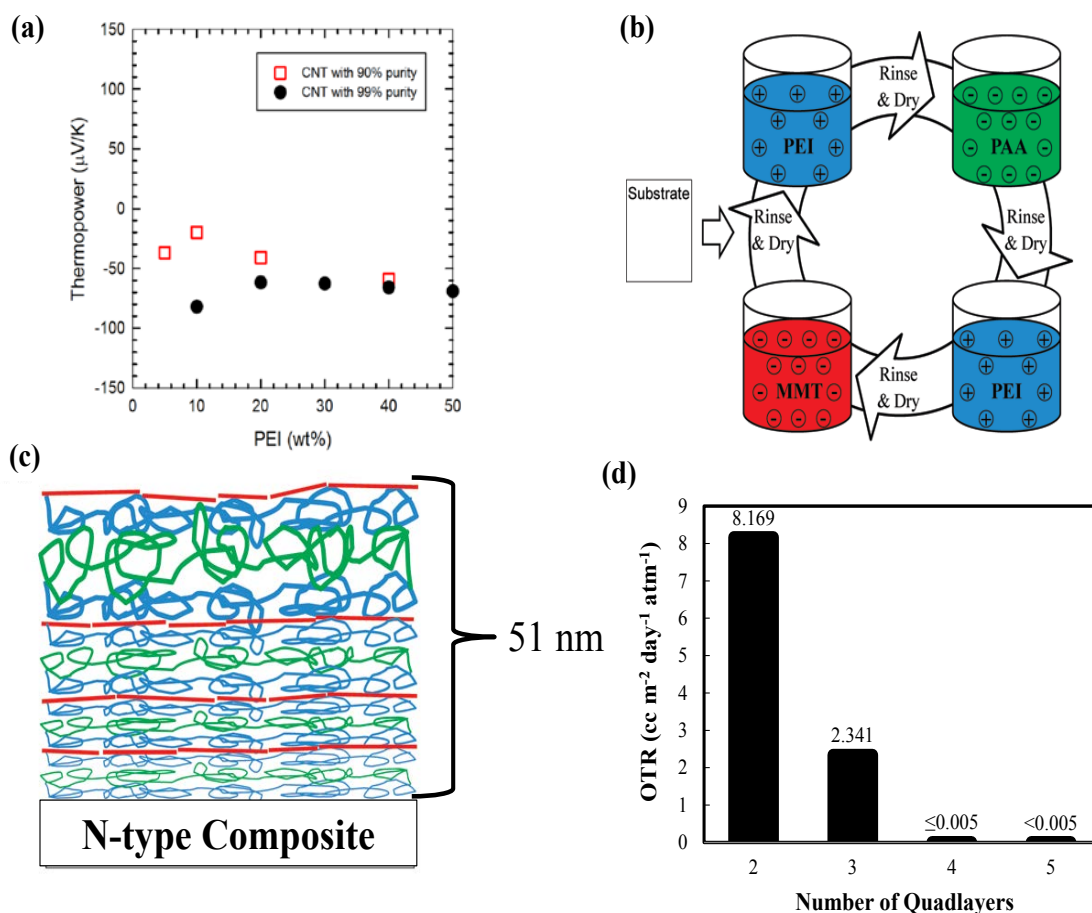 (a)
150
100
50
0
-50
-100
-150
Thermopower (μV/K)
CNT with 90% purity
CNT with 99% purity
0 10 20 30 40 50
PEI (wt%)
(b)
Substrate
PEI
Rinse
& Dry
PAA
Rinse
& Dry
PEI
Rinse
& Dry
MMT
Rinse
& Dry
(c)
51 nm
N-type Composite
(d)
OTR (cc m⁻² day⁻¹ atm⁻¹)
9
8
7
6
5
4
3
2
1
0
8.169
2.341
≤0.005
<0.005
2 3 4 5
Number of Quadlayers